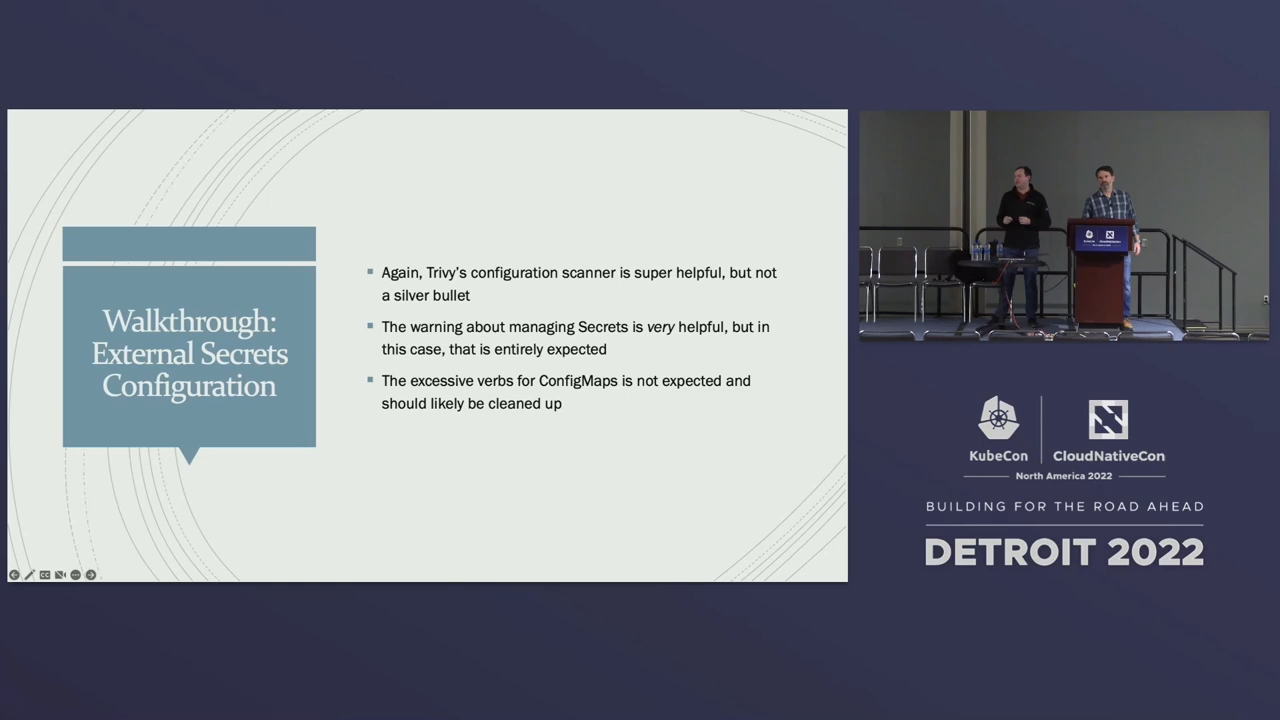 Walkthrough:
External Secrets
Configuration
Again, Trivy's configuration scanner is super helpful, but not
a silver bullet
The warning about managing Secrets is very helpful, but in
this case, that is entirely expected
The excessive verbs for ConfigMaps is not expected and
should likely be cleaned up
KubeCon
CloudNativeCon
North America 2022
BUILDING FOR THE ROAD AHEAD
DETROIT 2022